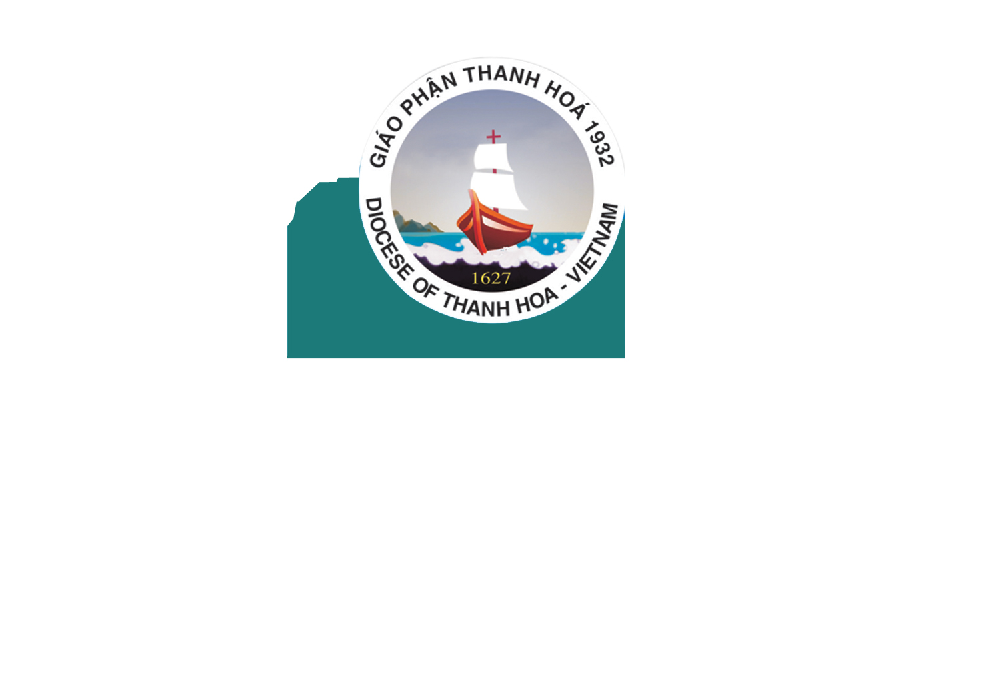 GIÁO PHẬN THANH HOÁ 1932
1627
DIOCESE OF THANH HOA - VIETNAM